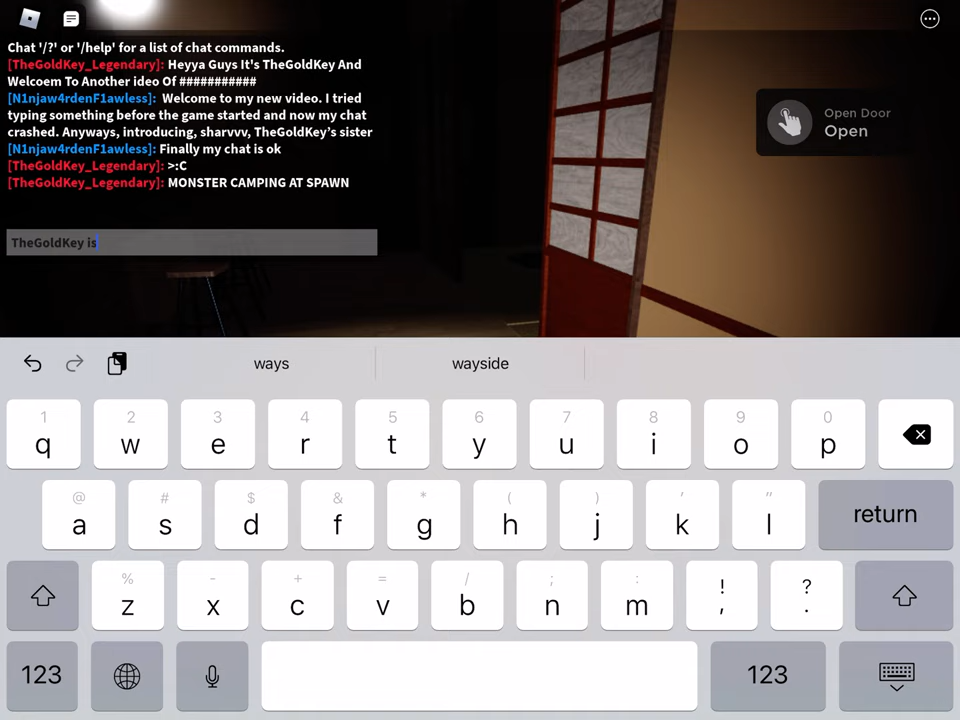 Chat '/?' or '/help' for a list of chat commands.
[TheGoldKey_Legendary]: Heyya Guys It's TheGoldKey And
Welcoem To Another ideo Of ###########
[N1njaw4rdenF1awless]: Welcome to my new video. I tried
typing something before the game started and now my chat
crashed. Anyways, introducing, sharvvv, TheGoldKey's sister
[N1njaw4rdenF1awless]: Finally my chat is ok
[TheGoldKey_Legendary]: >:C
[TheGoldKey_Legendary]: MONSTER CAMPING AT SPAWN
TheGoldKey is
Open Door
Open
ways wayside
1 2 3 4 5 6 7 8 9 0
q w e r t y u i o p
@ # $ & * ( ) ' "
a s d f g h j k l return
% - + = / ; : ! ?
z x c v b n m , .
123 123